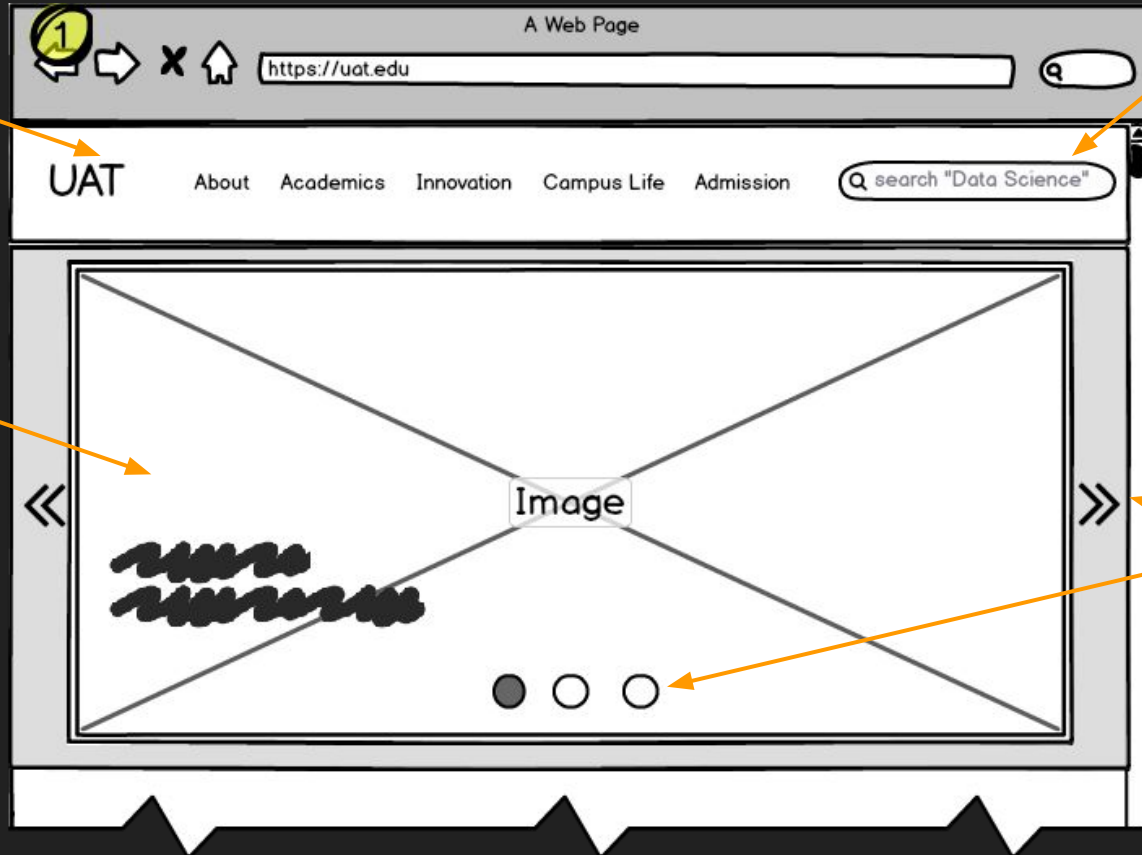 1
A Web Page
https://uat.edu
UAT About Academics Innovation Campus Life Admission search "Data Science"
Image